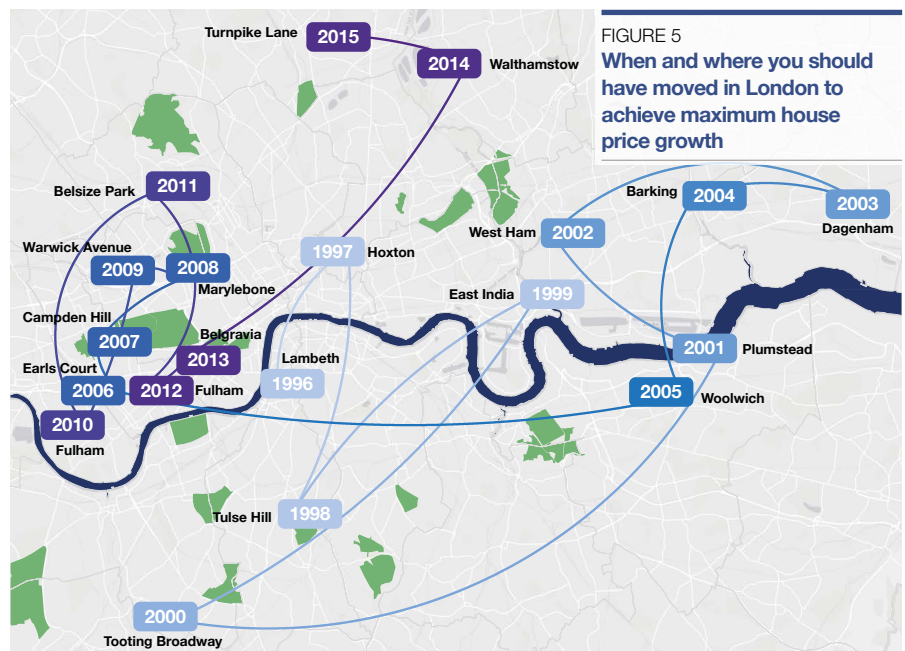 FIGURE 5
When and where you should
have moved in London to
achieve maximum house
price growth
Turnpike Lane
2015
2014
Walthamstow
Belsize Park
2011
Barking
2004
2003
Dagenham
West Ham
2002
Warwick Avenue
2009
2008
Marylebone
1997
Hoxton
East India
1999
Campden Hill
2007
Belgravia
2013
2001
Plumstead
Earls Court
2006
2012
Fulham
Lambeth
1996
2005
Woolwich
2010
Fulham
Tulse Hill
1998
2000
Tooting Broadway